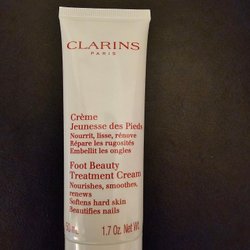 CLARINS
PARIS
Crème
Jeunesse des Pieds
Nourrit, lisse, rénove
Répare les rugosités
Embellit les ongles
Foot Beauty
Treatment Cream
Nourishes, smoothes,
renews
Softens hard skin
Beautifies nails
1.7 Oz. Net Wt.